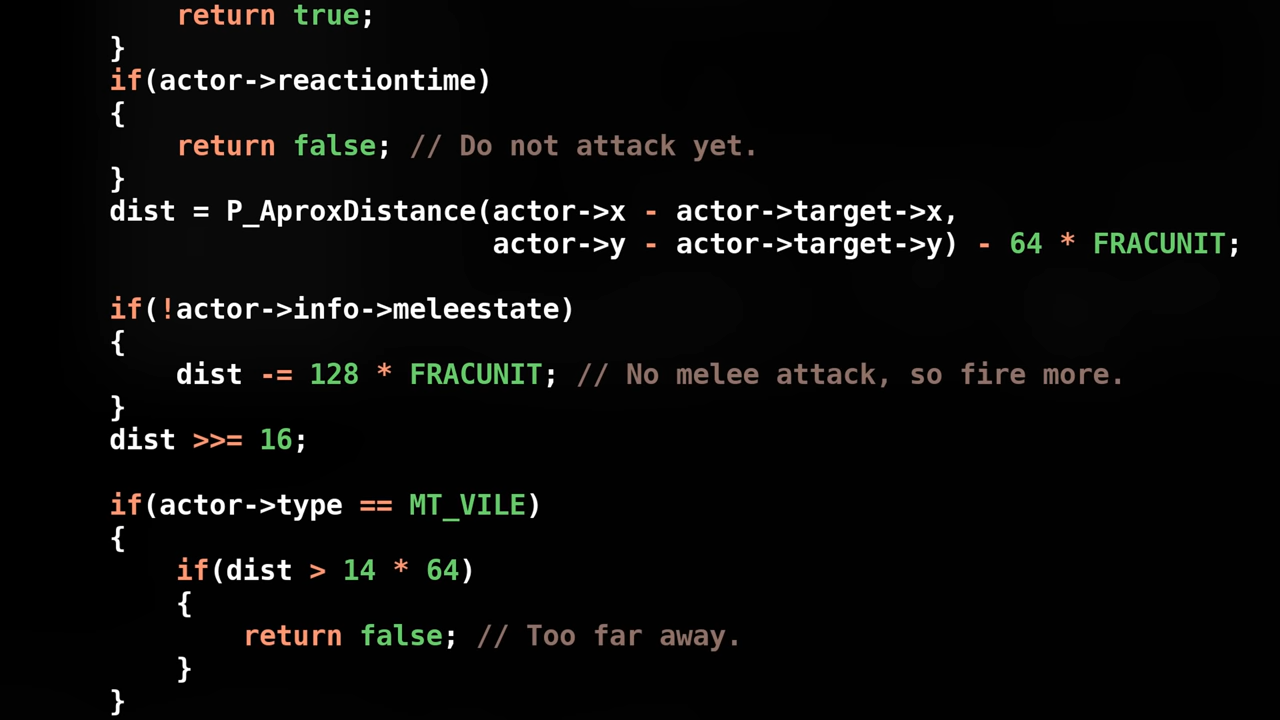 return true;
    }
    if(actor->reactiontime)
    {
        return false; // Do not attack yet.
    }
    dist = P_AproxDistance(actor->x - actor->target->x,
                           actor->y - actor->target->y) - 64 * FRACUNIT;

    if(!actor->info->meleestate)
    {
        dist -= 128 * FRACUNIT; // No melee attack, so fire more.
    }
    dist >>= 16;

    if(actor->type == MT_VILE)
    {
        if(dist > 14 * 64)
        {
            return false; // Too far away.
        }
    }